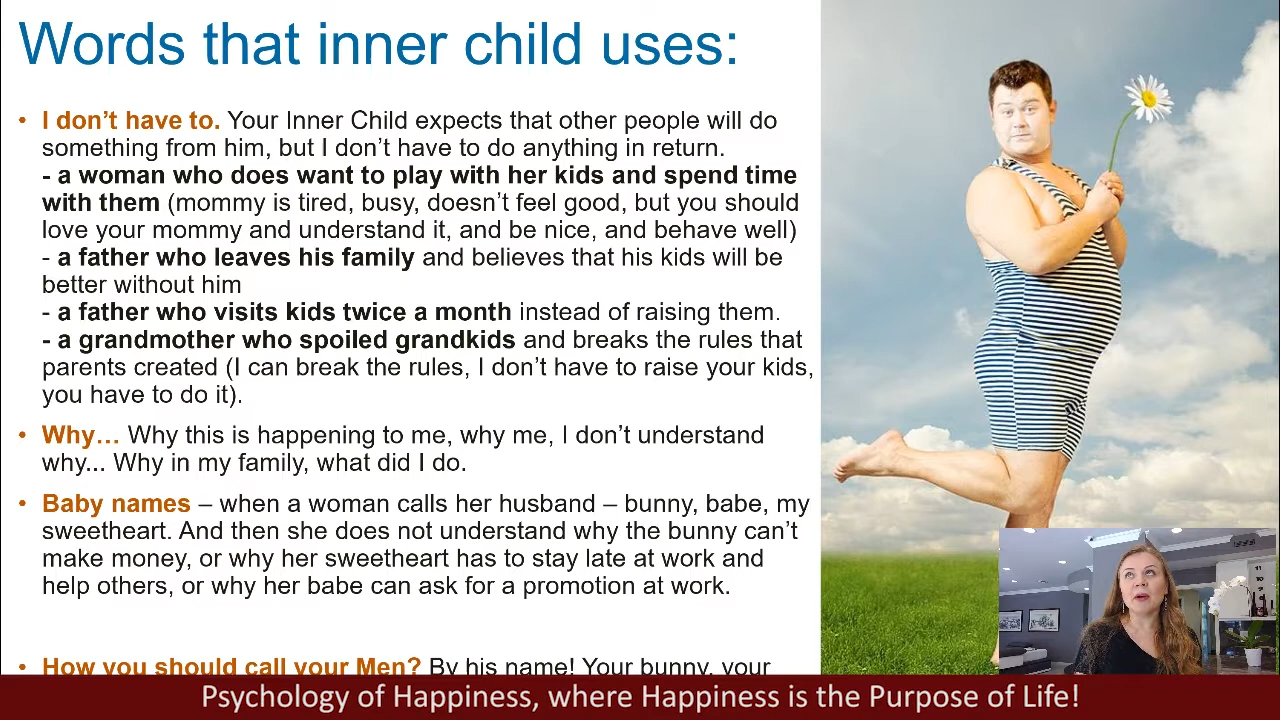 Words that inner child uses:
• I don't have to. Your Inner Child expects that other people will do
something from him, but I don't have to do anything in return.
- a woman who does want to play with her kids and spend time
with them (mommy is tired, busy, doesn't feel good, but you should
love your mommy and understand it, and be nice, and behave well)
- a father who leaves his family and believes that his kids will be
better without him
- a father who visits kids twice a month instead of raising them.
- a grandmother who spoiled grandkids and breaks the rules that
parents created (I can break the rules, I don't have to raise your kids,
you have to do it).
• Why… Why this is happening to me, why me, I don't understand
why... Why in my family, what did I do.
• Baby names – when a woman calls her husband – bunny, babe, my
sweetheart. And then she does not understand why the bunny can't
make money, or why her sweetheart has to stay late at work and
help others, or why her babe can ask for a promotion at work.
• How you should call your Men? By his name! Your bunny, your
Psychology of Happiness, where Happiness is the Purpose of Life!